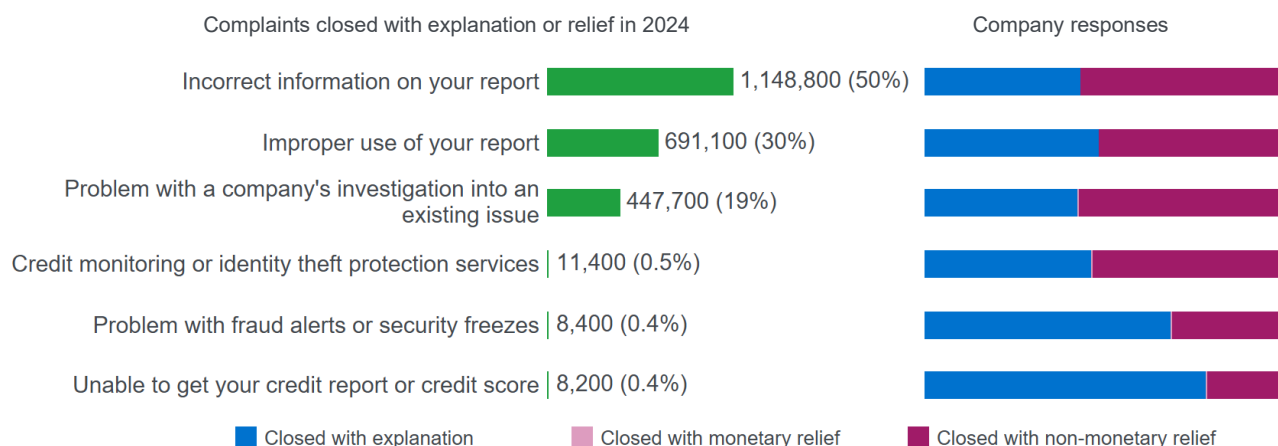 Complaints closed with explanation or relief in 2024
Company responses
Incorrect information on your report
1,148,800 (50%)
Improper use of your report
691,100 (30%)
Problem with a company's investigation into an
existing issue
447,700 (19%)
Credit monitoring or identity theft protection services
11,400 (0.5%)
Problem with fraud alerts or security freezes
8,400 (0.4%)
Unable to get your credit report or credit score
8,200 (0.4%)
Closed with explanation
Closed with monetary relief
Closed with non-monetary relief